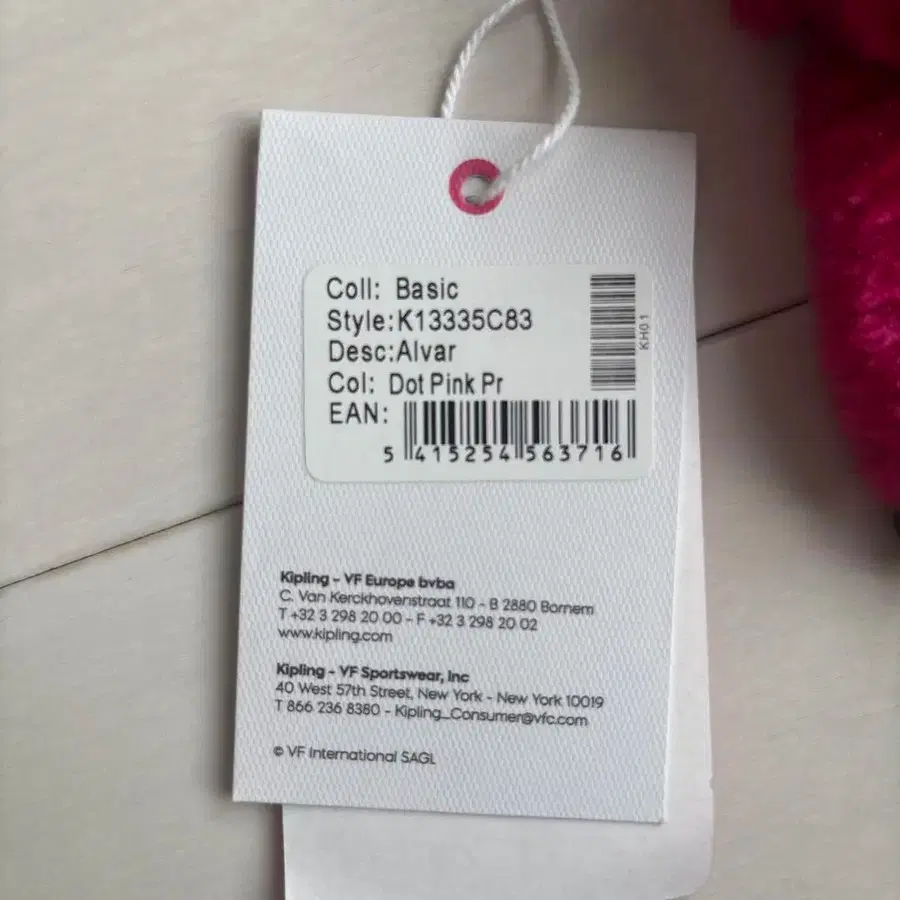 Coll: Basic
Style:K13335C83
Desc:Alvar
Col: Dot Pink Pr
EAN:
5 415254 563716
KH01
Kipling - VF Europe bvba
C. Van Kerckhovenstraat 110 - B 2880 Bornem
T +32 3 298 20 00 - F +32 3 298 20 02
www.kipling.com
Kipling - VF Sportswear, Inc
40 West 57th Street, New York - New York 10019
T 866 236 8380 - Kipling_Consumer@vfc.com
© VF International SAGL